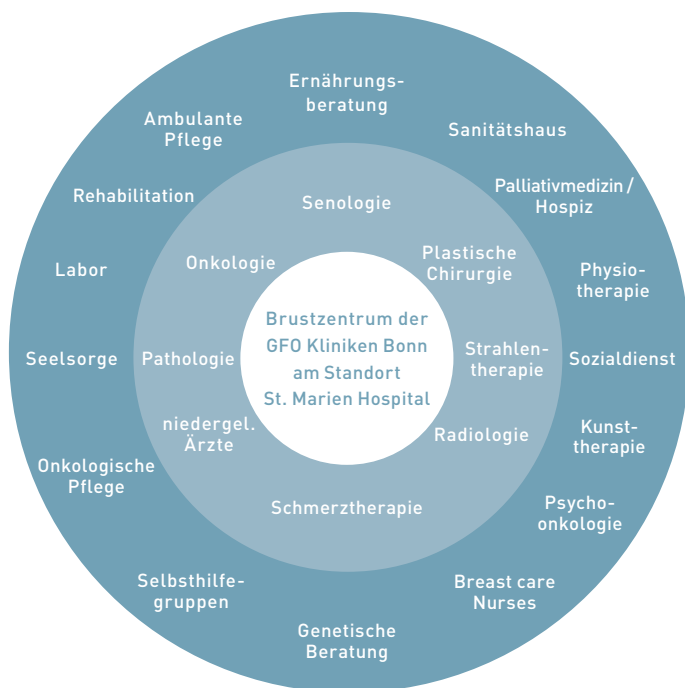 Ernährungs-
beratung
Ambulante
Pflege
Sanitätshaus
Rehabilitation
Palliativmedizin /
Hospiz
Senologie
Onkologie
Plastische
Chirurgie
Labor
Physio-
therapie
Brustzentrum der
GFO Kliniken Bonn
am Standort
St. Marien Hospital
Seelsorge
Pathologie
Strahlen-
therapie
Sozialdienst
niedergel.
Ärzte
Radiologie
Kunst-
therapie
Onkologische
Pflege
Schmerztherapie
Psycho-
onkologie
Selbsthilfe-
gruppen
Breast care
Nurses
Genetische
Beratung